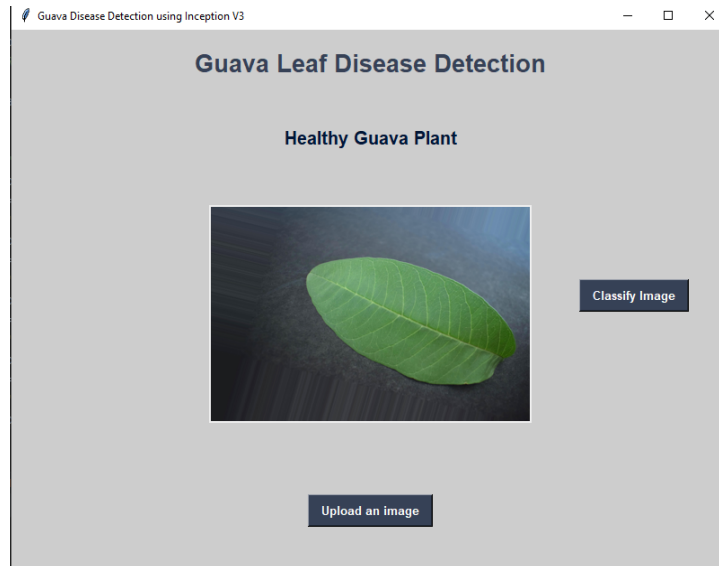 Guava Disease Detection using Inception V3
Guava Leaf Disease Detection
Healthy Guava Plant
Classify Image
Upload an image